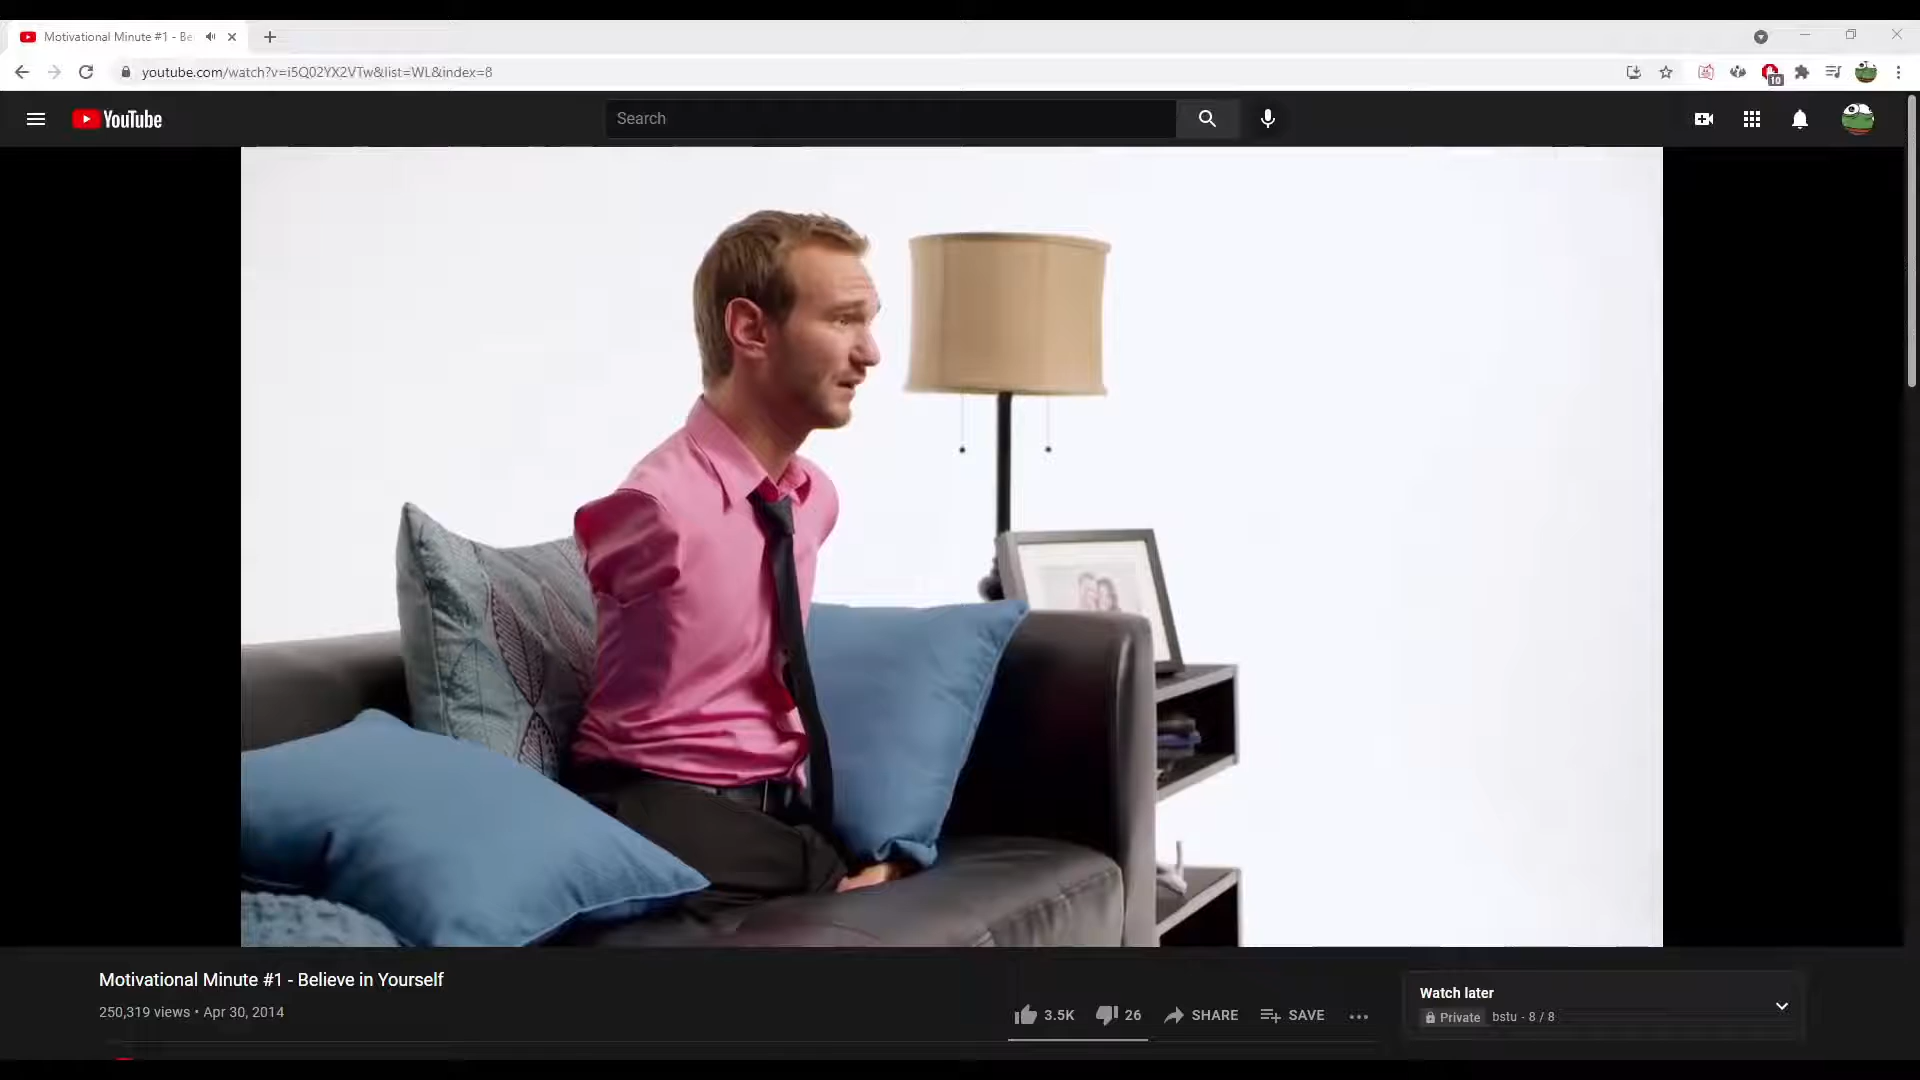 Motivational Minute #1 - Be
youtube.com/watch?v=i5Q02YX2VTw&list=WL&index=8
10
YouTube
Search
Motivational Minute #1 - Believe in Yourself
250,319 views • Apr 30, 2014
3.5K
26
SHARE
SAVE
Watch later
Private
bstu - 8 / 8